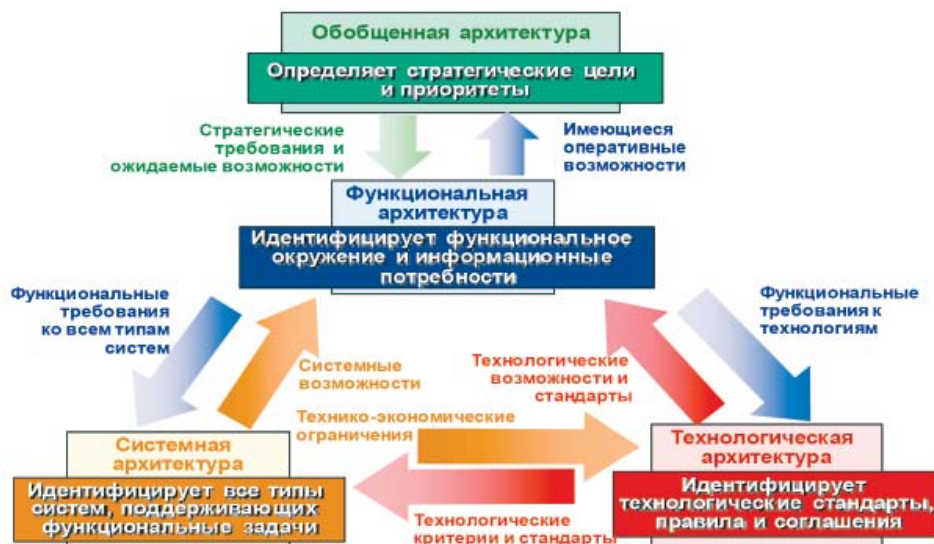 Обобщенная архитектура
Определяет стратегические цели
и приоритеты
Стратегические
требования и
ожидаемые возможности
Имеющиеся
оперативные
возможности
Функциональная
архитектура
Идентифицирует функциональное
окружение и информационные
потребности
Функциональные
требования
ко всем типам
систем
Функциональные
требования к
технологиям
Системные
возможности
Технологические
возможности и
стандарты
Технико-экономические
ограничения
Системная
архитектура
Идентифицирует все типы
систем, поддерживающих
функциональные задачи
Технологическая
архитектура
Идентифицирует
технологические стандарты,
правила и соглашения
Технологические
критерии и стандарты